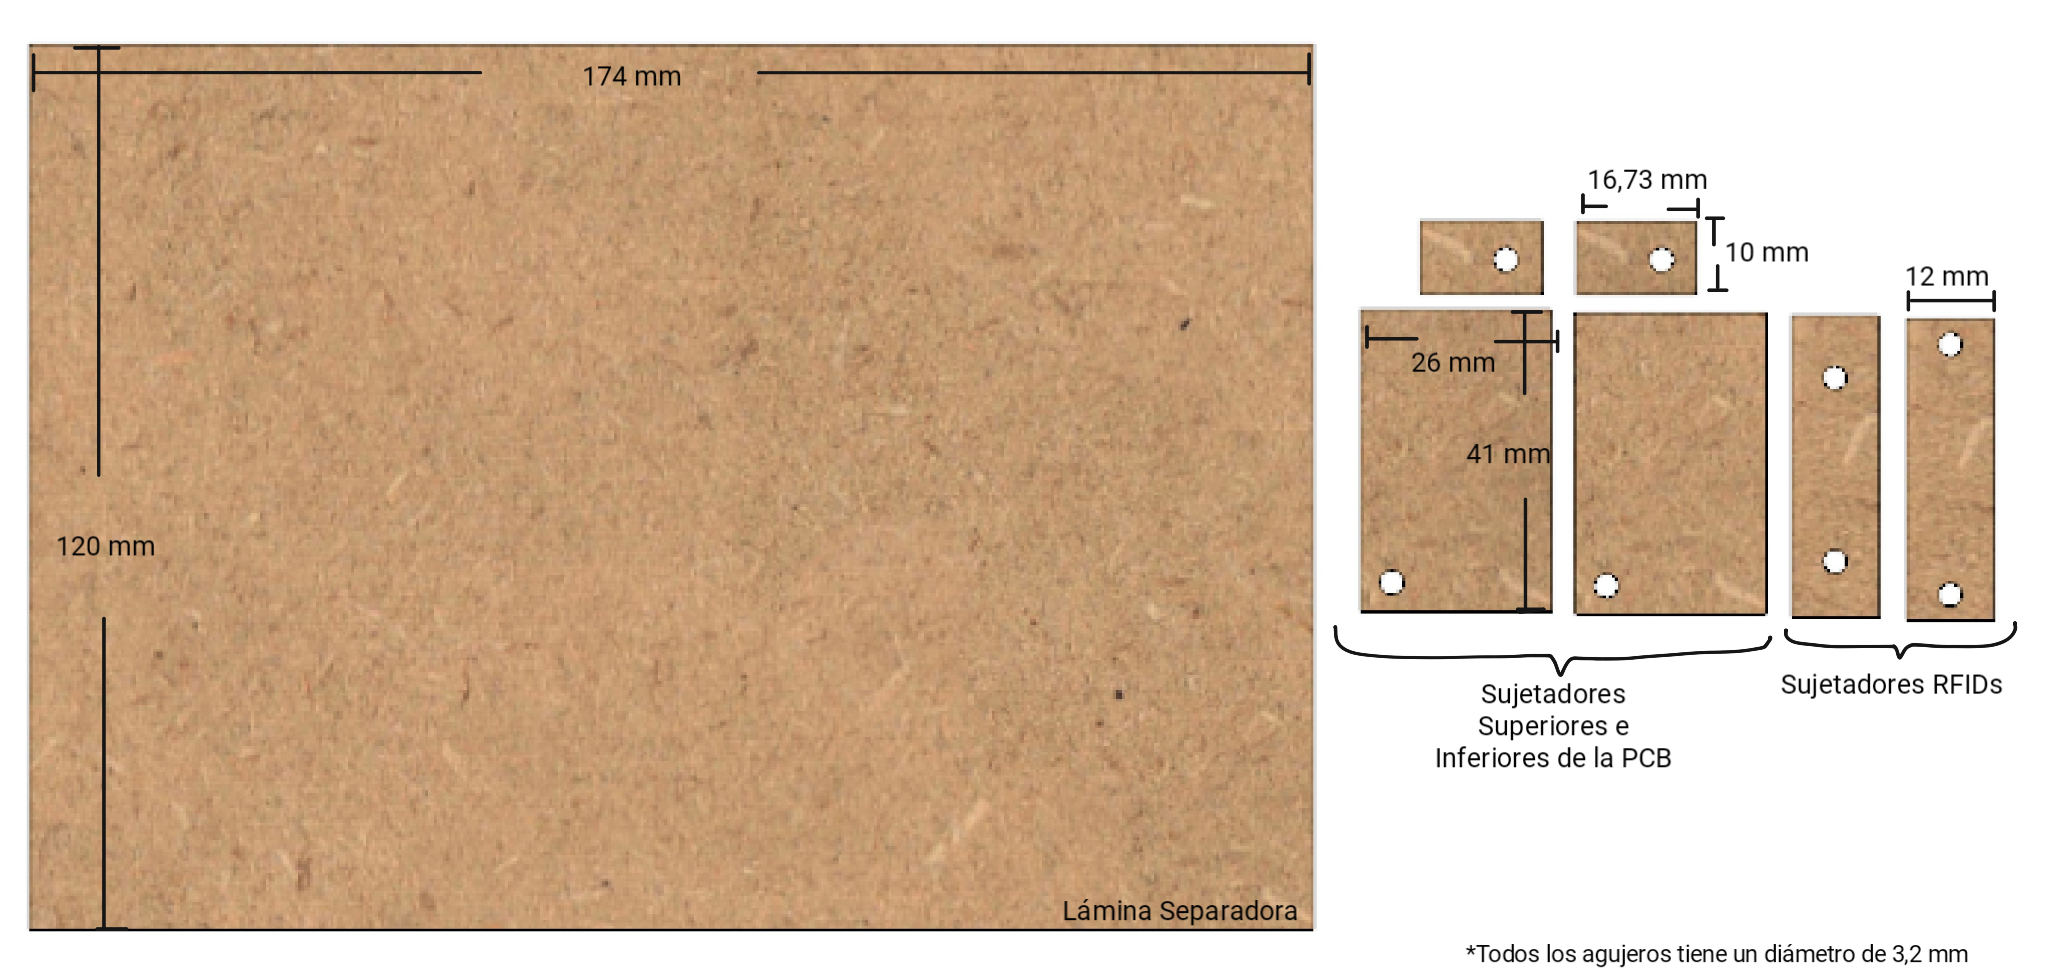 174 mm
120 mm
Lámina Separadora
16,73 mm
10 mm
12 mm
26 mm
41 mm
Sujetadores
Superiores e
Inferiores de la PCB
Sujetadores RFIDs
*Todos los agujeros tiene un diámetro de 3,2 mm